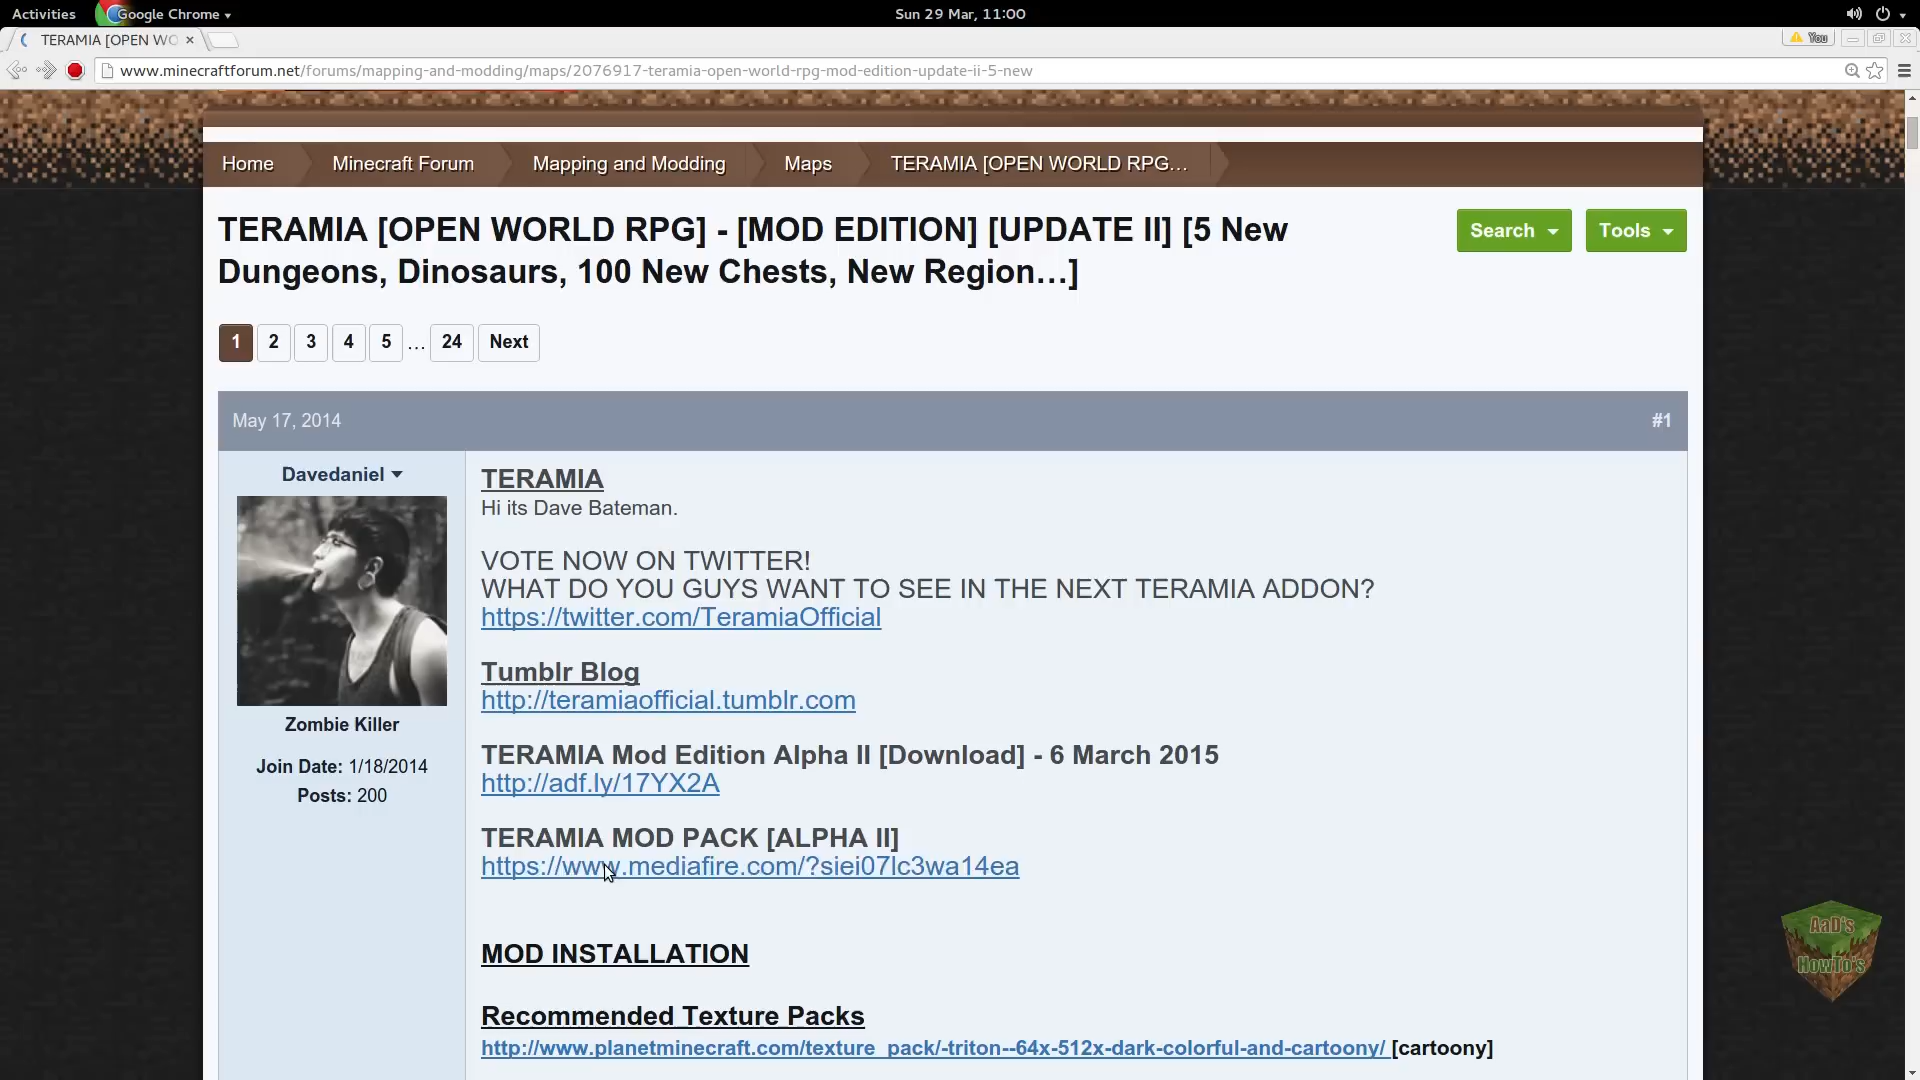 Activities
Google Chrome
Sun 29 Mar, 11:00
TERAMIA [OPEN WO
You
www.minecraftforum.net/forums/mapping-and-modding/maps/2076917-teramia-open-world-rpg-mod-edition-update-ii-5-new
Home
Minecraft Forum
Mapping and Modding
Maps
TERAMIA [OPEN WORLD RPG...
TERAMIA [OPEN WORLD RPG] - [MOD EDITION] [UPDATE II] [5 New
Dungeons, Dinosaurs, 100 New Chests, New Region…]
Search
Tools
1 2 3 4 5 ... 24 Next
May 17, 2014
#1
Davedaniel
Zombie Killer
Join Date: 1/18/2014
Posts: 200
TERAMIA
Hi its Dave Bateman.
VOTE NOW ON TWITTER!
WHAT DO YOU GUYS WANT TO SEE IN THE NEXT TERAMIA ADDON?
https://twitter.com/TeramiaOfficial
Tumblr Blog
http://teramiaofficial.tumblr.com
TERAMIA Mod Edition Alpha II [Download] - 6 March 2015
http://adf.ly/17YX2A
TERAMIA MOD PACK [ALPHA II]
https://www.mediafire.com/?siei07lc3wa14ea
MOD INSTALLATION
Recommended Texture Packs
http://www.planetminecraft.com/texture_pack/-triton--64x-512x-dark-colorful-and-cartoony/ [cartoony]
AaD's
HowTo's